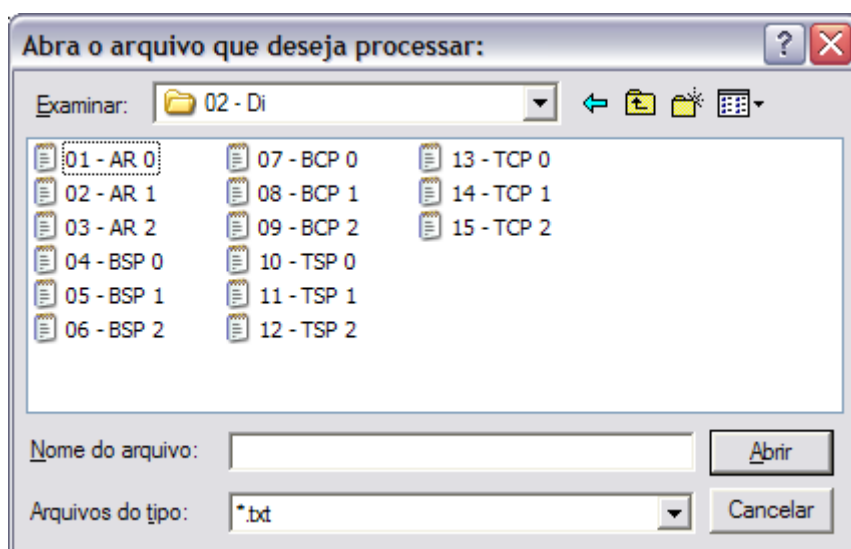 Abra o arquivo que deseja processar:
Examinar: 02 - Di
01 - AR 0
02 - AR 1
03 - AR 2
04 - BSP 0
05 - BSP 1
06 - BSP 2
07 - BCP 0
08 - BCP 1
09 - BCP 2
10 - TSP 0
11 - TSP 1
12 - TSP 2
13 - TCP 0
14 - TCP 1
15 - TCP 2
Nome do arquivo: Abrir
Arquivos do tipo: *.txt Cancelar